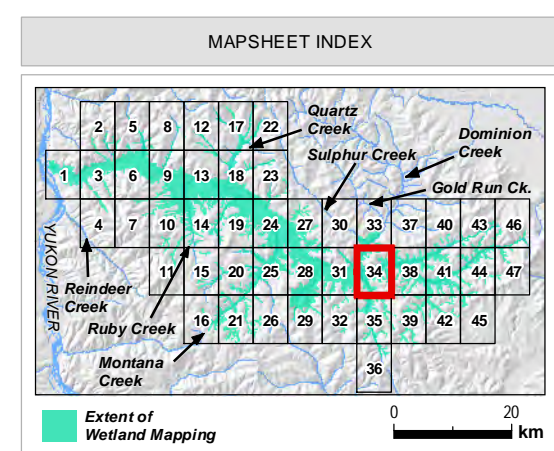 MAPSHEET INDEX
Quartz
Creek
Dominion
Creek
Sulphur Creek
Gold Run Ck.
2 5 8 12 17 22
1 3 6 9 13 18 23
4 7 10 14 19 24 27 30 33 37 40 43 46
11 15 20 25 28 31 34 38 41 44 47
16 21 26 29 32 35 39 42 45
36
YUKON RIVER
Reindeer
Creek
Ruby Creek
Montana
Creek
Extent of
Wetland Mapping
0 20
km